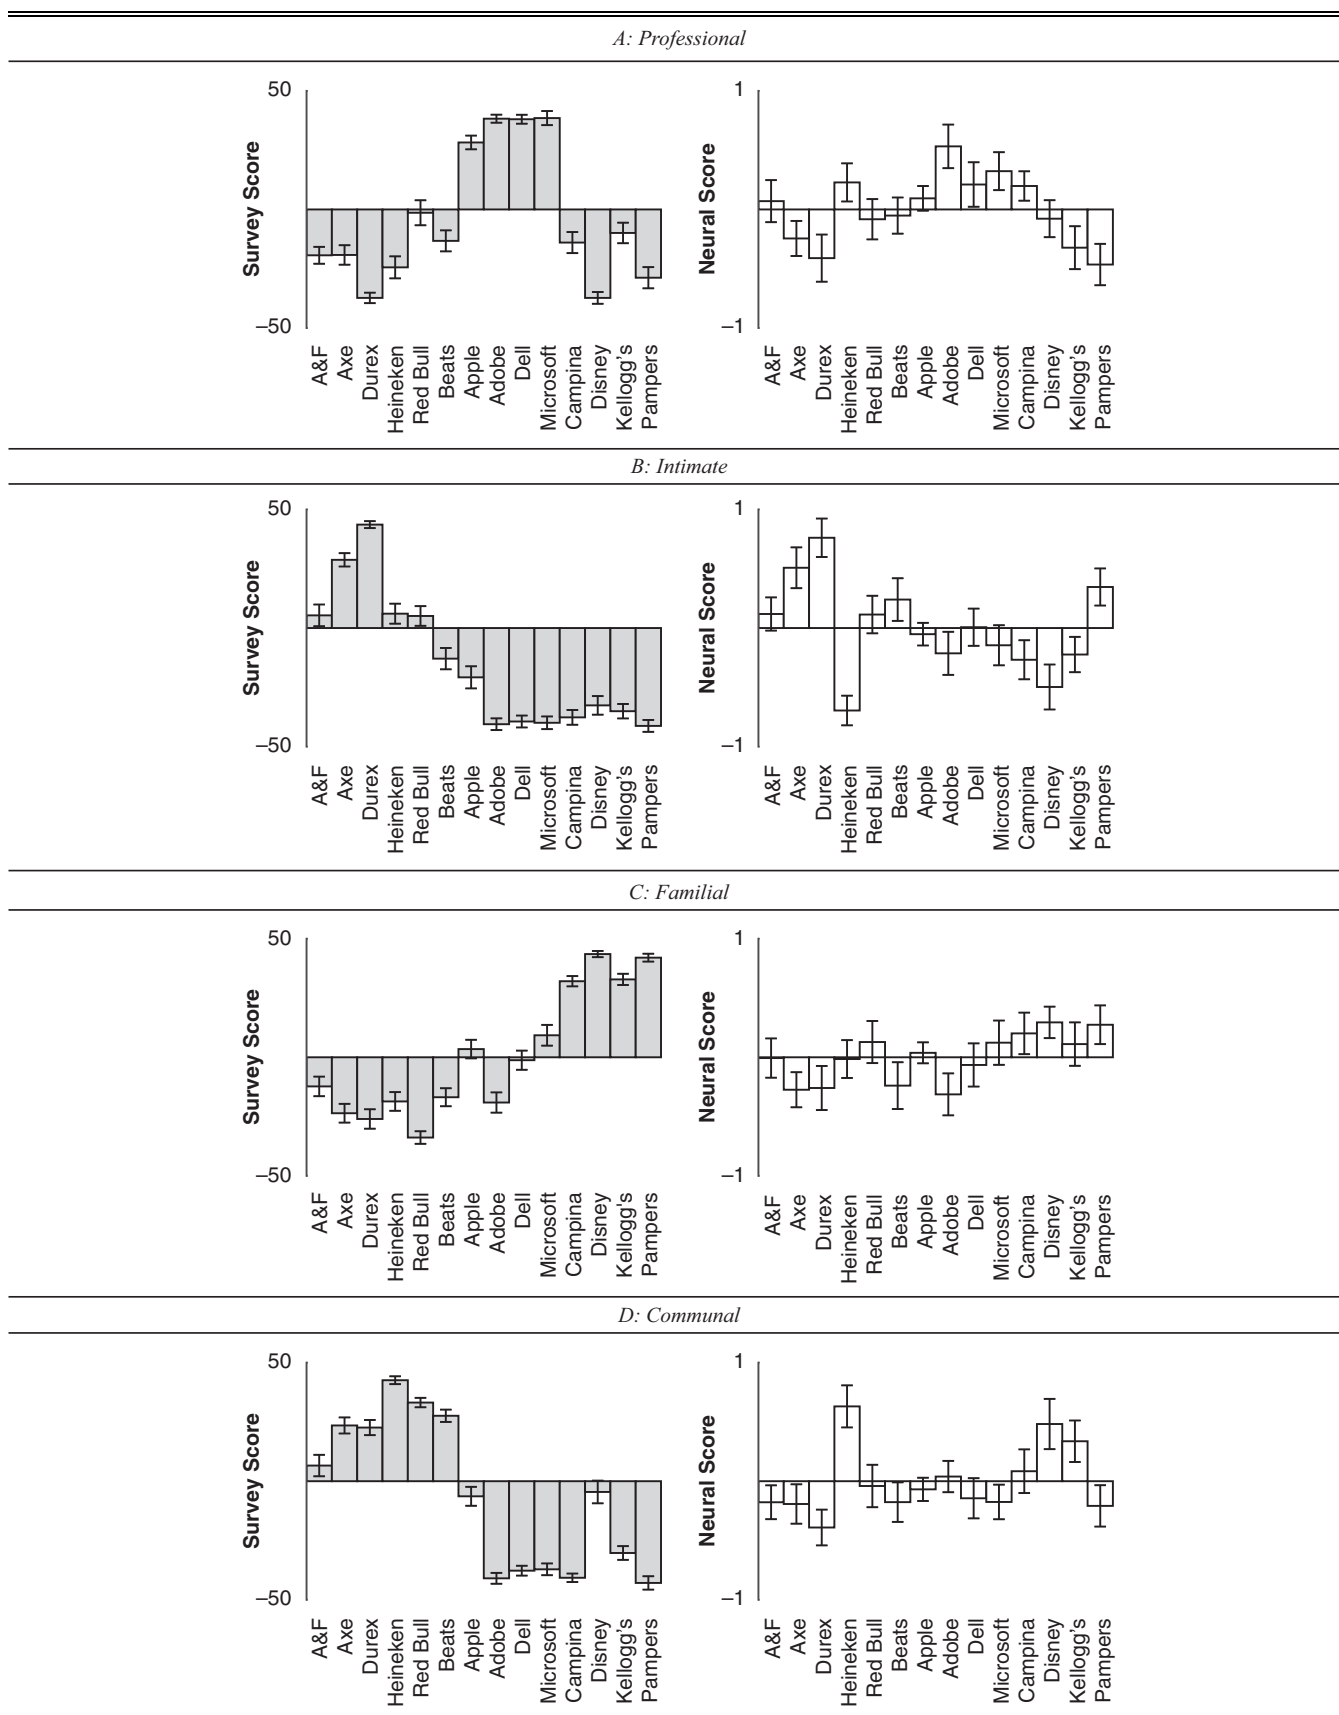 A: Professional
50
Survey Score
–50
A&F
Axe
Durex
Heineken
Red Bull
Beats
Apple
Adobe
Dell
Microsoft
Campina
Disney
Kellogg's
Pampers
1
Neural Score
–1
A&F
Axe
Durex
Heineken
Red Bull
Beats
Apple
Adobe
Dell
Microsoft
Campina
Disney
Kellogg's
Pampers
B: Intimate
50
Survey Score
–50
A&F
Axe
Durex
Heineken
Red Bull
Beats
Apple
Adobe
Dell
Microsoft
Campina
Disney
Kellogg's
Pampers
1
Neural Score
–1
A&F
Axe
Durex
Heineken
Red Bull
Beats
Apple
Adobe
Dell
Microsoft
Campina
Disney
Kellogg's
Pampers
C: Familial
50
Survey Score
–50
A&F
Axe
Durex
Heineken
Red Bull
Beats
Apple
Adobe
Dell
Microsoft
Campina
Disney
Kellogg's
Pampers
1
Neural Score
–1
A&F
Axe
Durex
Heineken
Red Bull
Beats
Apple
Adobe
Dell
Microsoft
Campina
Disney
Kellogg's
Pampers
D: Communal
50
Survey Score
–50
A&F
Axe
Durex
Heineken
Red Bull
Beats
Apple
Adobe
Dell
Microsoft
Campina
Disney
Kellogg's
Pampers
1
Neural Score
–1
A&F
Axe
Durex
Heineken
Red Bull
Beats
Apple
Adobe
Dell
Microsoft
Campina
Disney
Kellogg's
Pampers